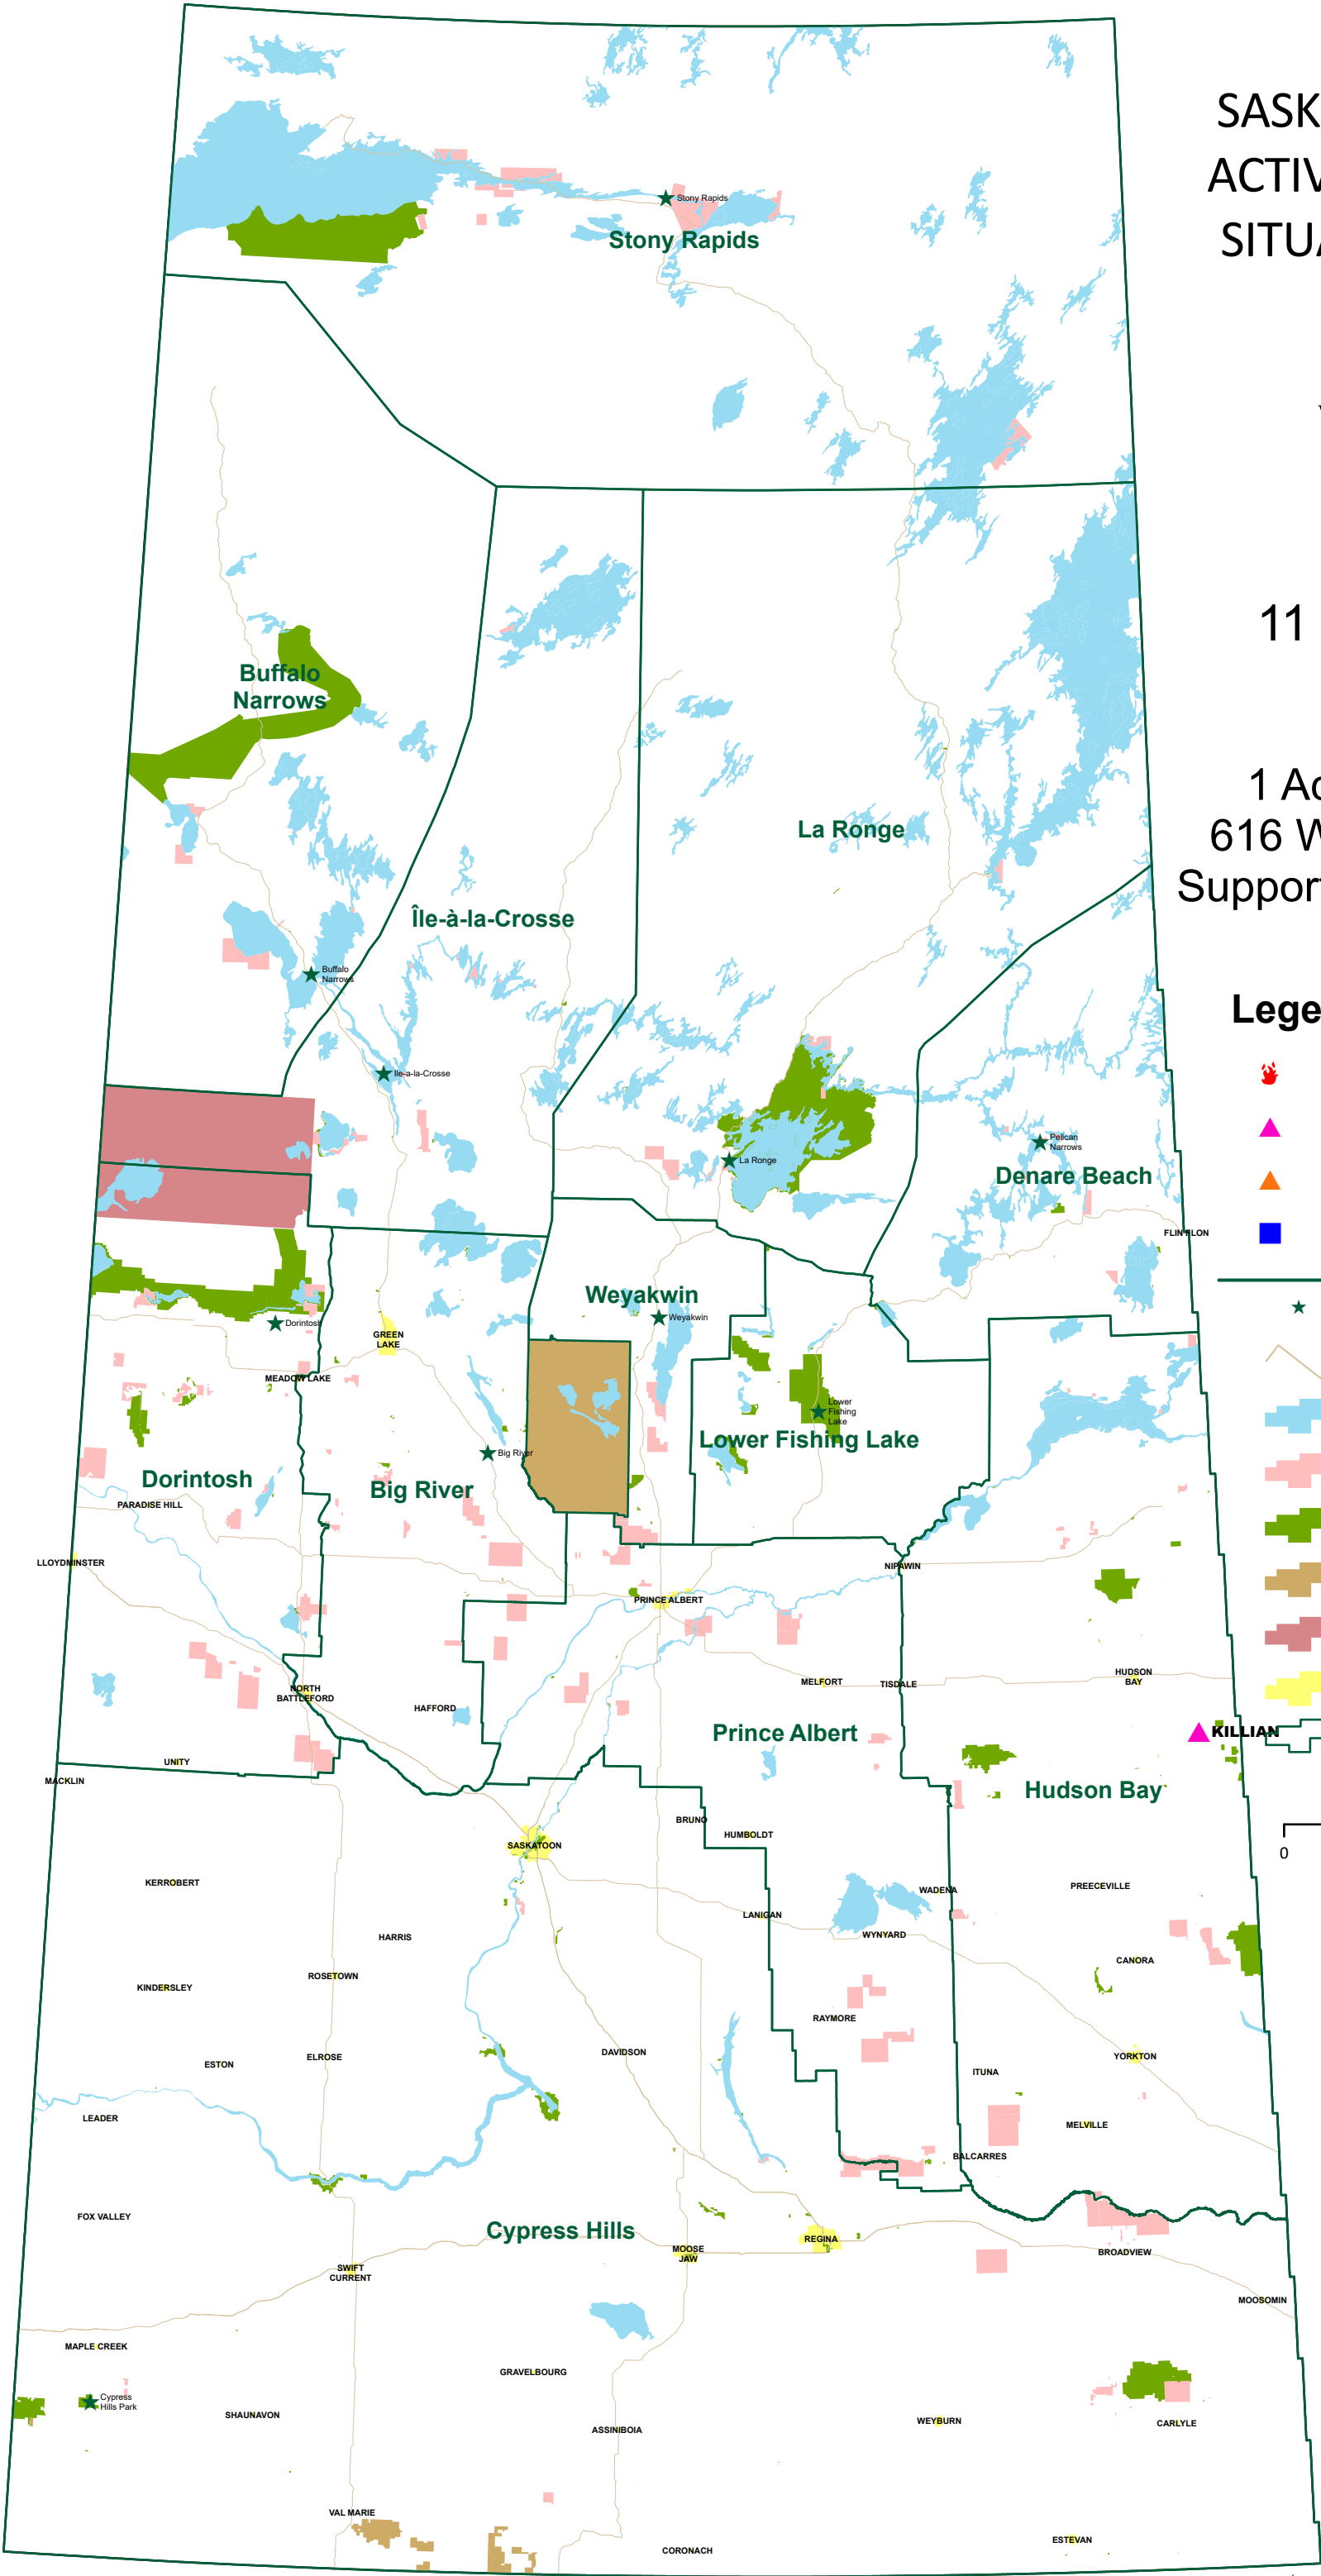 SASK
ACTIV
SITUA
11
1 Ac
616 W
Support
Lege
0
Stony Rapids
Stony Rapids
Buffalo
Narrows
La Ronge
Île-à-la-Crosse
Buffalo
Narrows
Ile-a-la-Crosse
La Ronge
Pelican
Narrows
Denare Beach
FLIN FLON
Weyakwin
Weyakwin
Dorintosh
GREEN
LAKE
MEADOW LAKE
Lower
Fishing
Lake
Lower Fishing Lake
Big River
Dorintosh
Big River
PARADISE HILL
LLOYDMINSTER
NIPAWIN
PRINCE ALBERT
HUDSON
BAY
MELFORT
TISDALE
NORTH
BATTLEFORD
HAFFORD
Prince Albert
KILLIAN
UNITY
MACKLIN
Hudson Bay
BRUNO
HUMBOLDT
SASKATOON
KERROBERT
PREECEVILLE
WADENA
LANIGAN
WYNYARD
HARRIS
CANORA
ROSETOWN
KINDERSLEY
RAYMORE
DAVIDSON
YORKTON
ELROSE
ESTON
ITUNA
LEADER
MELVILLE
BALCARRES
FOX VALLEY
Cypress Hills
REGINA
MOOSE
JAW
BROADVIEW
SWIFT
CURRENT
MOOSOMIN
MAPLE CREEK
GRAVELBOURG
Cypress
Hills Park
SHAUNAVON
WEYBURN
CARLYLE
ASSINIBOIA
VAL MARIE
ESTEVAN
CORONACH